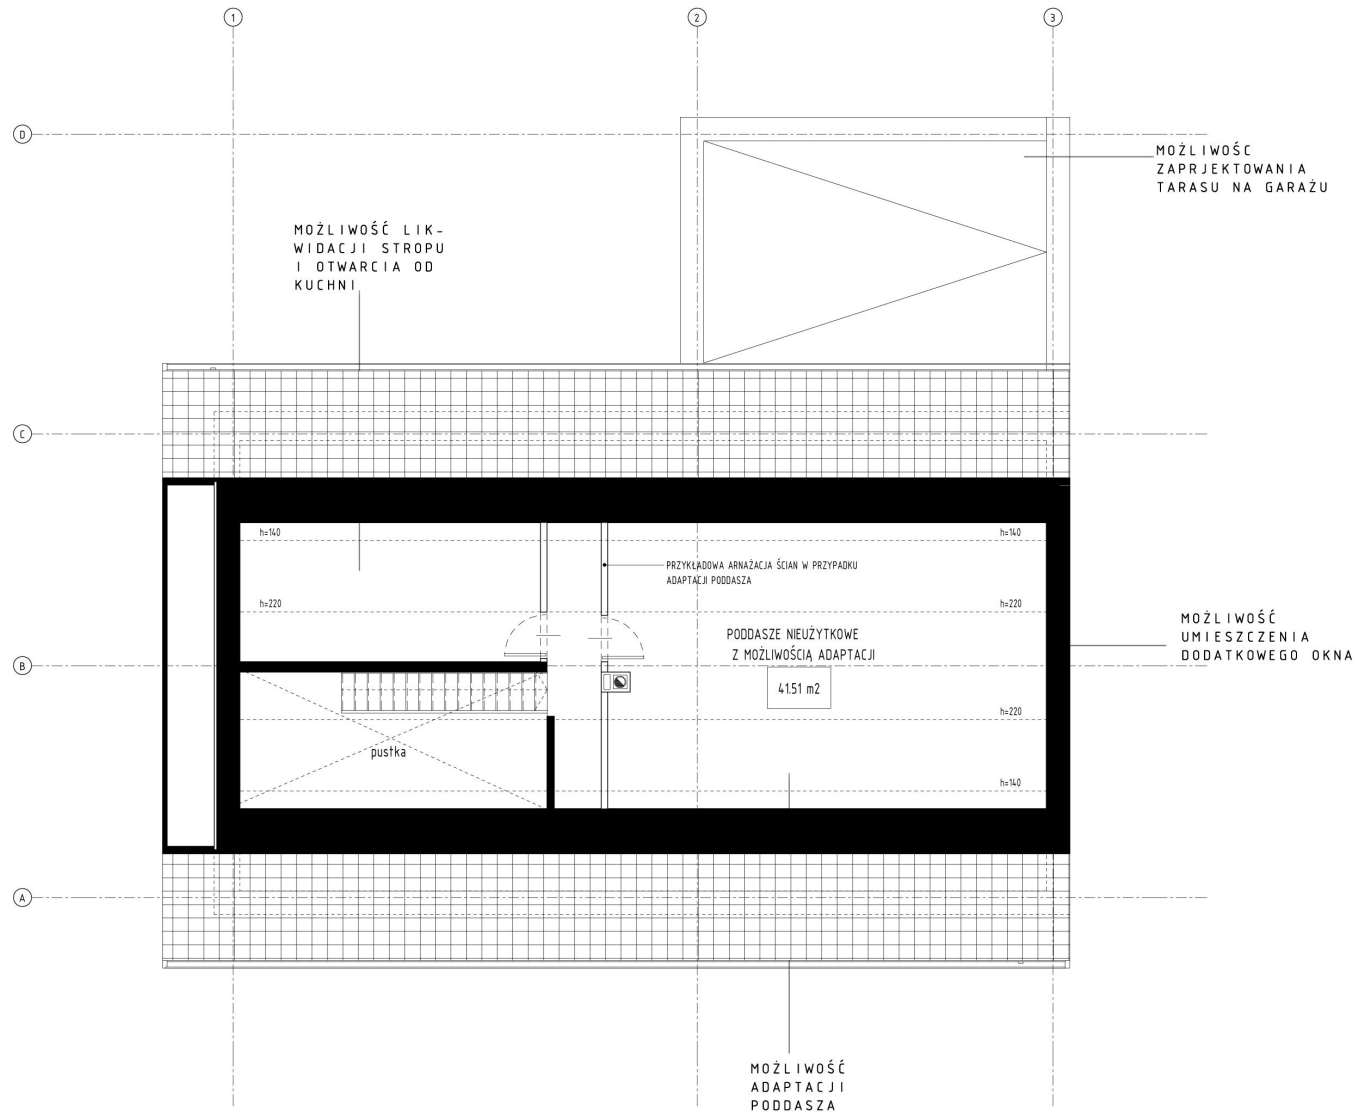 1
2
3
D
MOŻLIWOŚC
ZAPRJEKTOWANIA
TARASU NA GARAŻU
MOŻLIWOŚĆ LIK-
WIDACJI STROPU
I OTWARCIA OD
KUCHNI
C
h=140
h=140
PRZYKŁADOWA ARNAŻACJA ŚCIAN W PRZYPADKU
ADAPTACJI PODDASZA
h=220
h=220
MOŻLIWOŚĆ
UMIESZCZENIA
DODATKOWEGO OKNA
PODDASZE NIEUŻYTKOWE
Z MOŻLIWOŚCIĄ ADAPTACJI
41.51 m2
B
h=220
pustka
h=140
A
MOŻLIWOŚĆ
ADAPTACJI
PODDASZA